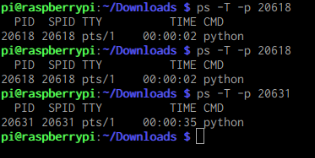 pi@raspberrypi:~/Downloads $ ps -T -p 20618
PID SPID TTY TIME CMD
20618 20618 pts/1 00:00:02 python
pi@raspberrypi:~/Downloads $ ps -T -p 20618
PID SPID TTY TIME CMD
20618 20618 pts/1 00:00:02 python
pi@raspberrypi:~/Downloads $ ps -T -p 20631
PID SPID TTY TIME CMD
20631 20631 pts/1 00:00:35 python
pi@raspberrypi:~/Downloads $